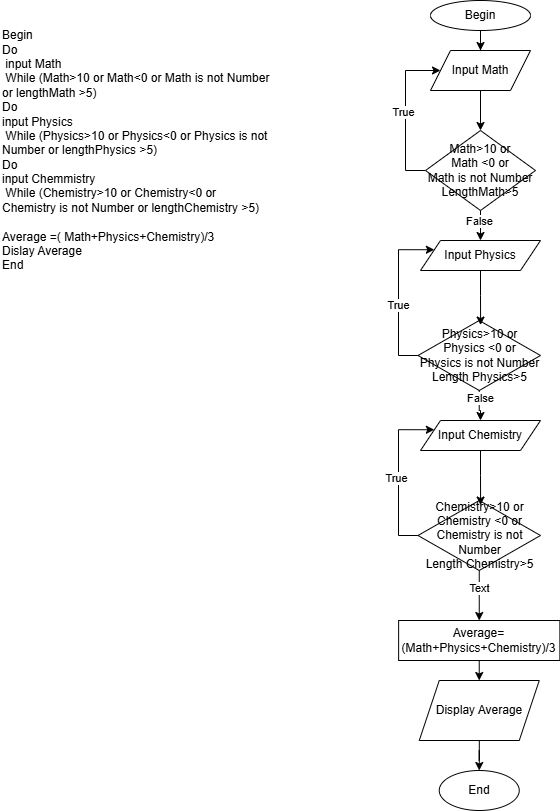 Begin
Do
input Math
While (Math>10 or Math<0 or Math is not Number
or lengthMath >5)
Do
input Physics
While (Physics>10 or Physics<0 or Physics is not
Number or lengthPhysics >5)
Do
input Chemmistry
While (Chemistry>10 or Chemistry<0 or
Chemistry is not Number or lengthChemistry >5)
Average =( Math+Physics+Chemistry)/3
Dislay Average
End
Begin
Input Math
True
Math>10 or
Math <0 or
Math is not Number
LengthMath>5
False
Input Physics
True
Physics>10 or
Physics <0 or
Physics is not Number
Length Physics>5
False
Input Chemistry
True
Chemistry>10 or
Chemistry <0 or
Chemistry is not
Number
Length Chemistry>5
Text
Average=
(Math+Physics+Chemistry)/3
Display Average
End